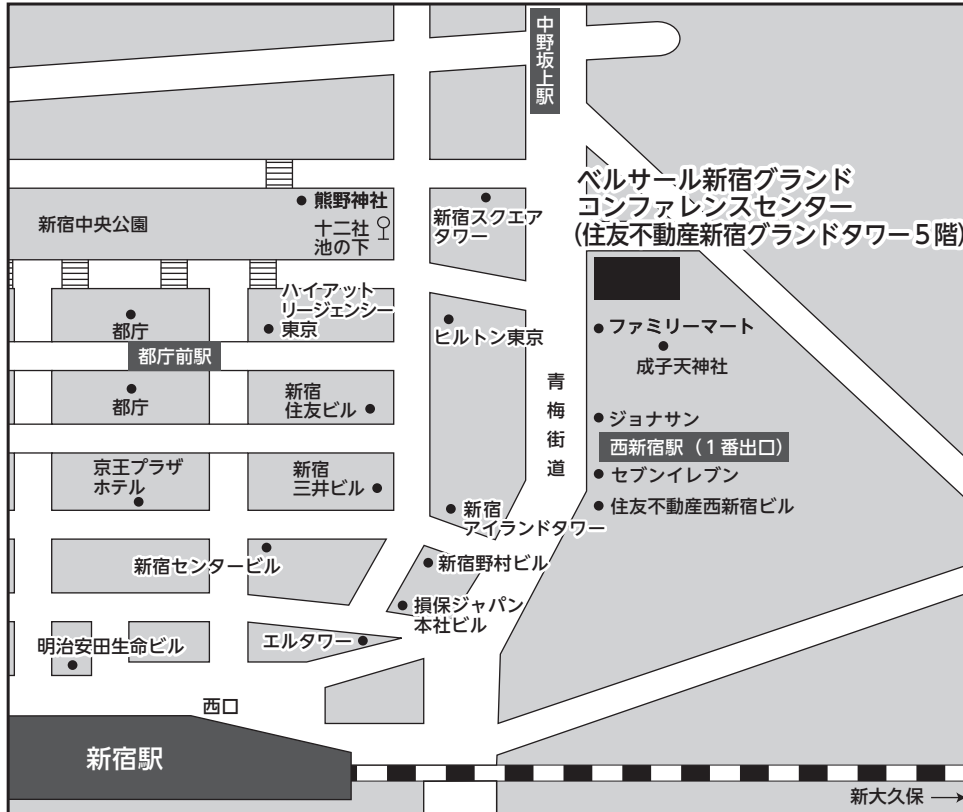 中野坂上駅
ベルサール新宿グランド
コンファレンスセンター
(住友不動産新宿グランドタワー5階)
熊野神社
新宿中央公園
十二社
池の下
新宿スクエア
タワー
ハイアット
リージェンシー
東京
都庁
ヒルトン東京
ファミリーマート
成子天神社
都庁前駅
青梅街道
都庁
新宿
住友ビル
ジョナサン
西新宿駅（1番出口）
京王プラザ
ホテル
新宿
三井ビル
セブンイレブン
新宿
アイランドタワー
住友不動産西新宿ビル
新宿センタービル
新宿野村ビル
損保ジャパン
本社ビル
明治安田生命ビル
エルタワー
西口
新宿駅
新大久保 →